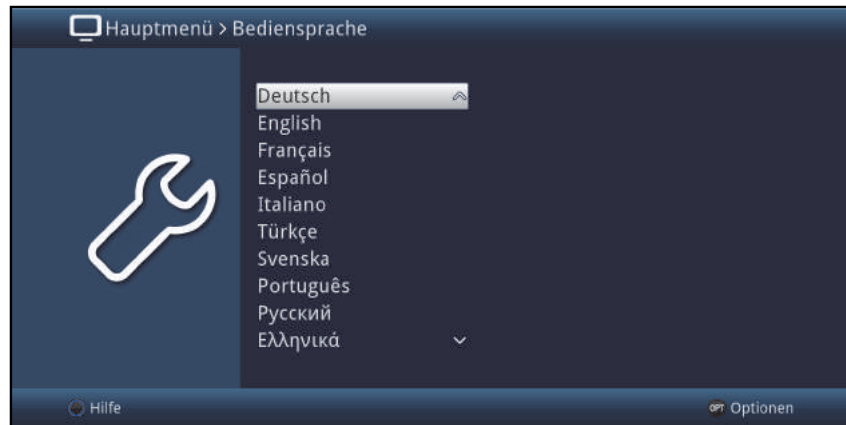 Hauptmenü > Bediensprache
Deutsch
English
Français
Español
Italiano
Türkçe
Svenska
Português
Русский
Ελληνικά
Hilfe
OPT Optionen